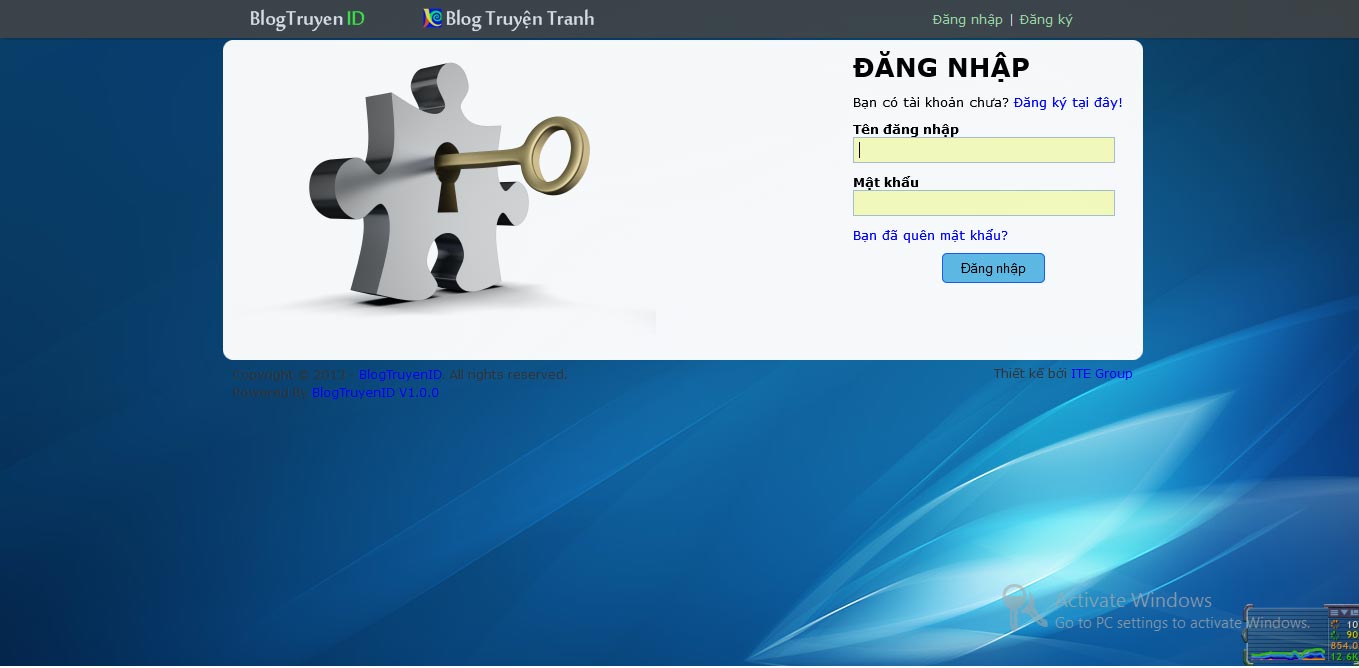 BlogTruyen ID
Blog Truyện Tranh
Đăng nhập | Đăng ký
ĐĂNG NHẬP
Bạn có tài khoản chưa? Đăng ký tại đây!
Tên đăng nhập
Mật khẩu
Bạn đã quên mật khẩu?
Đăng nhập
Copyright © 2012 - BlogTruyenID. All rights reserved.
Thiết kế bởi ITE Group
Powered By BlogTruyenID V1.0.0
Activate Windows
Go to PC settings to activate Windows.
10
90
854.0
12.6K